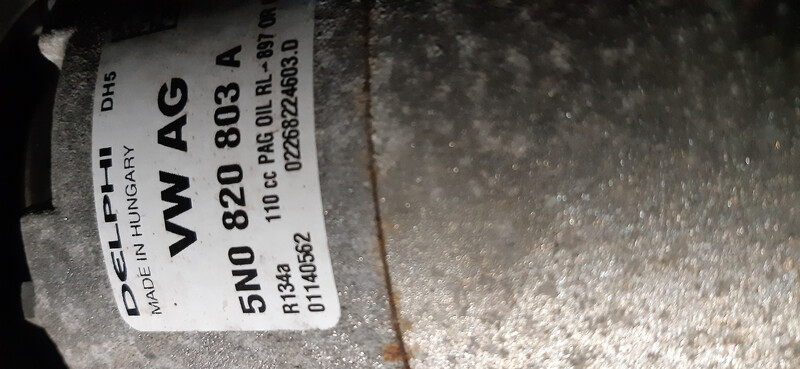 DELPHI DH5
MADE IN HUNGARY
VW AG
5N0 820 803 A
R134a 110 cc PAG OIL RL-897 OR
01140562 02268224603.D